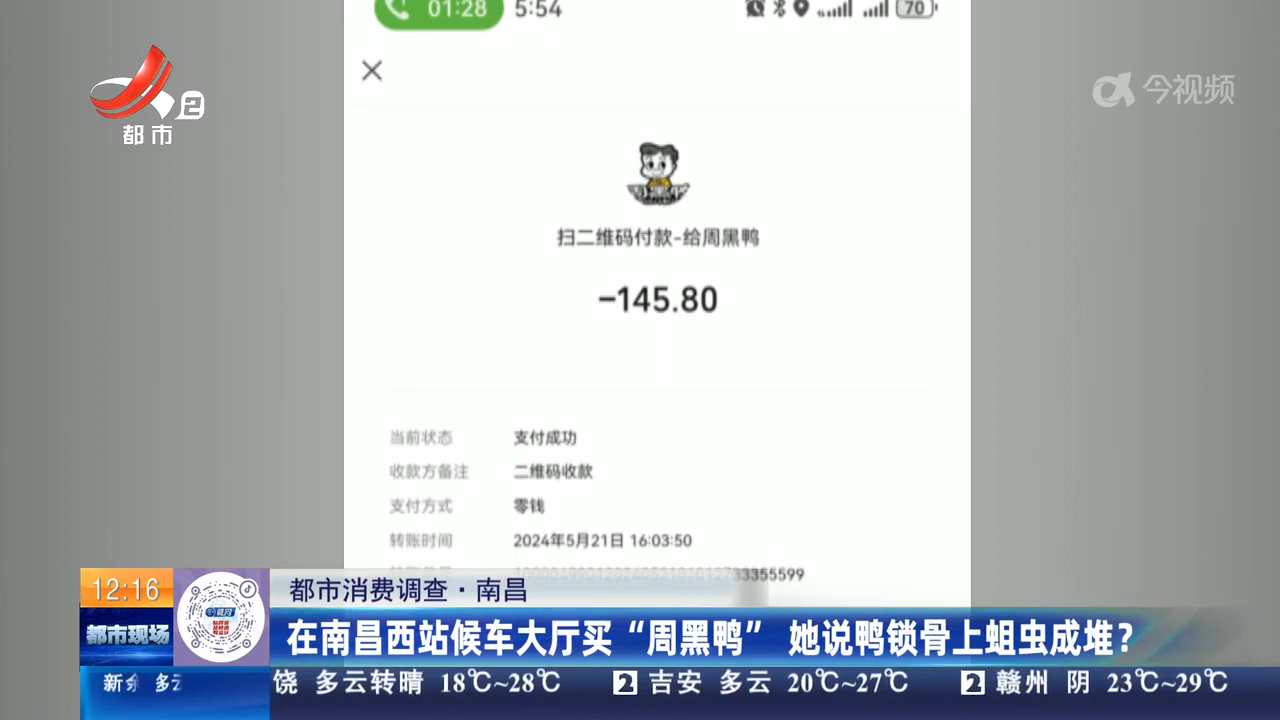 01:28 5:54 70
2
都市
今视频
扫二维码付款-给周黑鸭
-145.80
当前状态 支付成功
收款方备注 二维码收款
支付方式 零钱
转账时间 2024年5月21日 16:03:50
33355599
12:16
都市消费调查·南昌
都市现场
在南昌西站候车大厅买“周黑鸭” 她说鸭锁骨上蛆虫成堆?
新余 多云
饶 多云转晴 18℃~28℃ 2 吉安 多云 20℃~27℃ 2 赣州 阴 23℃~29℃